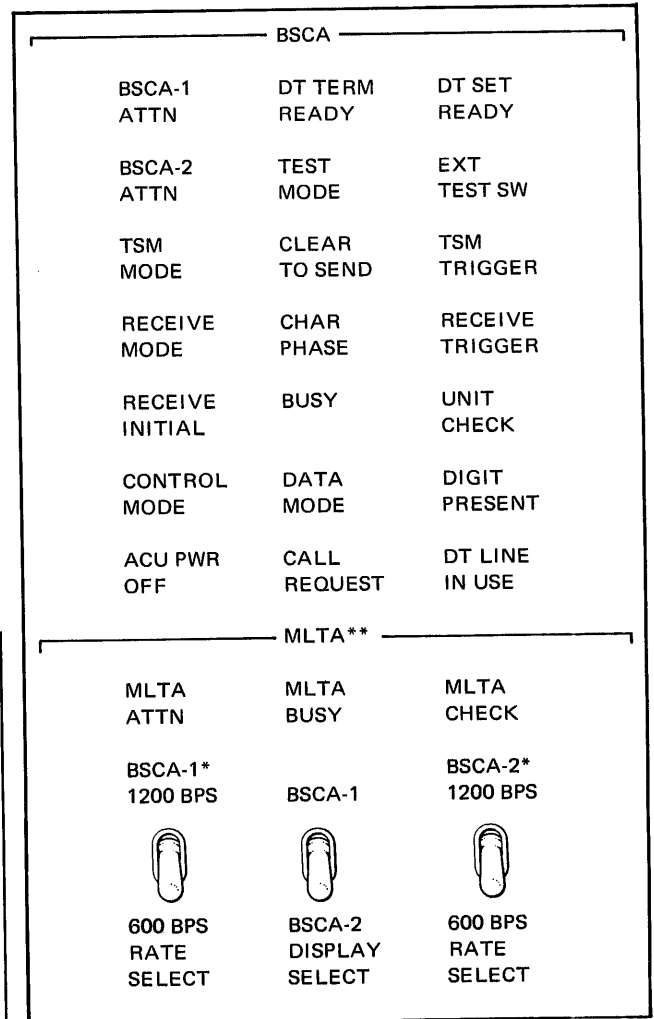 BSCA
BSCA-1 DT TERM DT SET
ATTN READY READY
BSCA-2 TEST EXT
ATTN MODE TEST SW
TSM CLEAR TSM
MODE TO SEND TRIGGER
RECEIVE CHAR RECEIVE
MODE PHASE TRIGGER
RECEIVE BUSY UNIT
INITIAL CHECK
CONTROL DATA DIGIT
MODE MODE PRESENT
ACU PWR CALL DT LINE
OFF REQUEST IN USE
MLTA**
MLTA MLTA MLTA
ATTN BUSY CHECK
BSCA-1* BSCA-2*
1200 BPS BSCA-1 1200 BPS
600 BPS BSCA-2 600 BPS
RATE DISPLAY RATE
SELECT SELECT SELECT